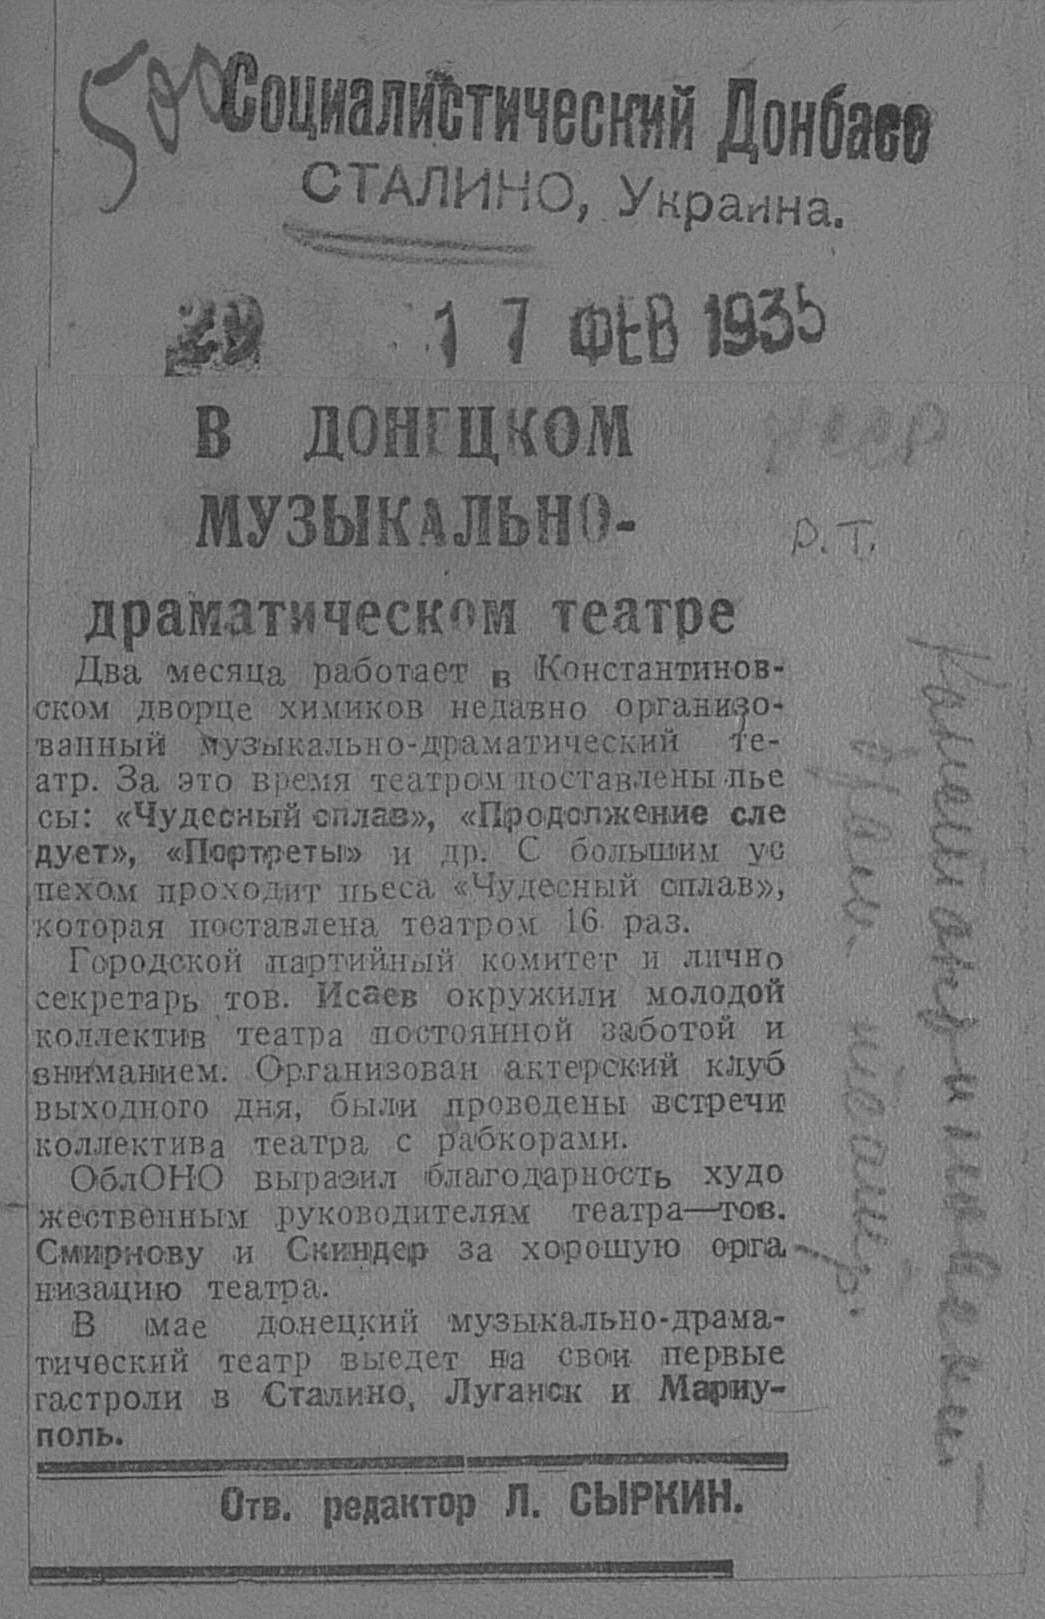 500
Социалистический Донбасс
СТАЛИНО, Украина.
29 17 ФЕВ 1935
В ДОНЕЦКОМ
МУЗЫКАЛЬНО-
драматическом театре
Р.Т.
Два месяца работает в Константинов-
ском дворце химиков недавно организо-
ванный музыкально-драматический те-
атр. За это время театром поставлены пье
сы: «Чудесный сплав», «Продолжение сле
дует», «Портреты» и др. С большим ус
пехом проходит пьеса «Чудесный сплав»,
которая поставлена театром 16 раз.
Городской партийный комитет и лично
секретарь тов. Исаев окружили молодой
коллектив театра постоянной заботой и
вниманием. Организован актерский клуб
выходного дня, были проведены встречи
коллектива театра с рабкорами.
ОблОНО выразил благодарность худо
жественным руководителям театра—тов.
Смирнову и Скиндер за хорошую орга
низацию театра.
В мае донецкий музыкально-драма-
тический театр выедет на свои первые
гастроли в Сталино, Луганск и Мариу-
поль.
Отв. редактор Л. СЫРКИН.
драм. театр.